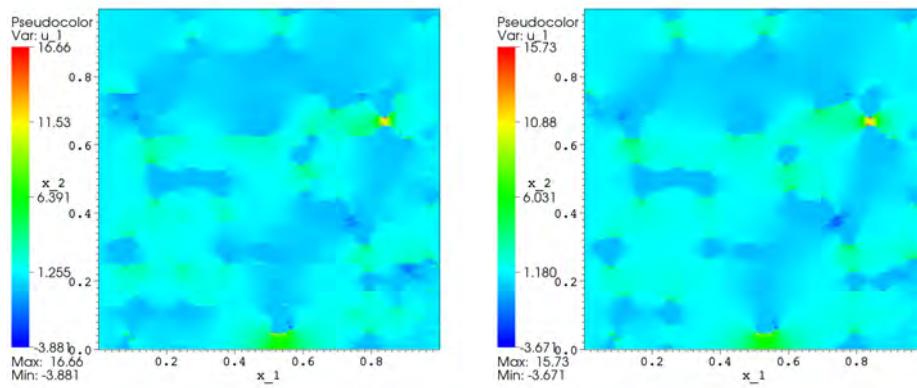 Pseudocolor
Var: u_1
16.66
11.53
6.391
1.255
-3.881
Max: 16.66
Min: -3.881
x_2
0.8
0.6
0.4
0.2
0.0
0.2 0.4 0.6 0.8
x_1
Pseudocolor
Var: u_1
15.73
10.88
6.031
1.180
-3.671
Max: 15.73
Min: -3.671
x_2
0.8
0.6
0.4
0.2
0.0
0.2 0.4 0.6 0.8
x_1